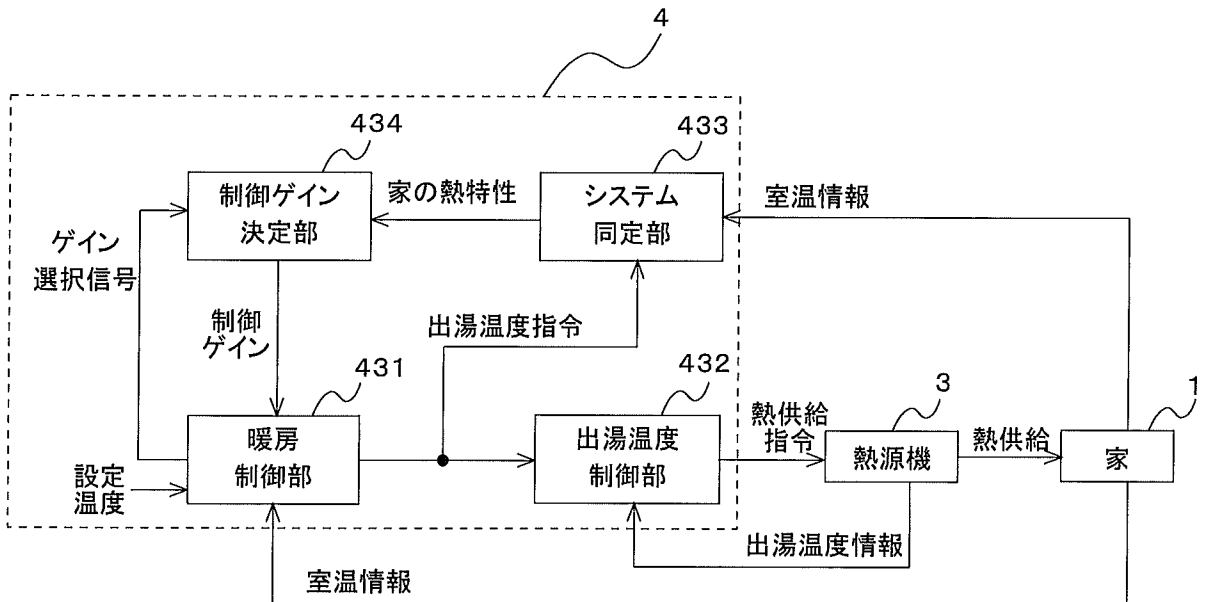 4
434
433
制御ゲイン
決定部
家の熱特性
システム
同定部
室温情報
ゲイン
選択信号
制御
ゲイン
出湯温度指令
431
432
3
1
暖房
制御部
出湯温度
制御部
熱供給
指令
熱源機
熱供給
家
設定
温度
出湯温度情報
室温情報